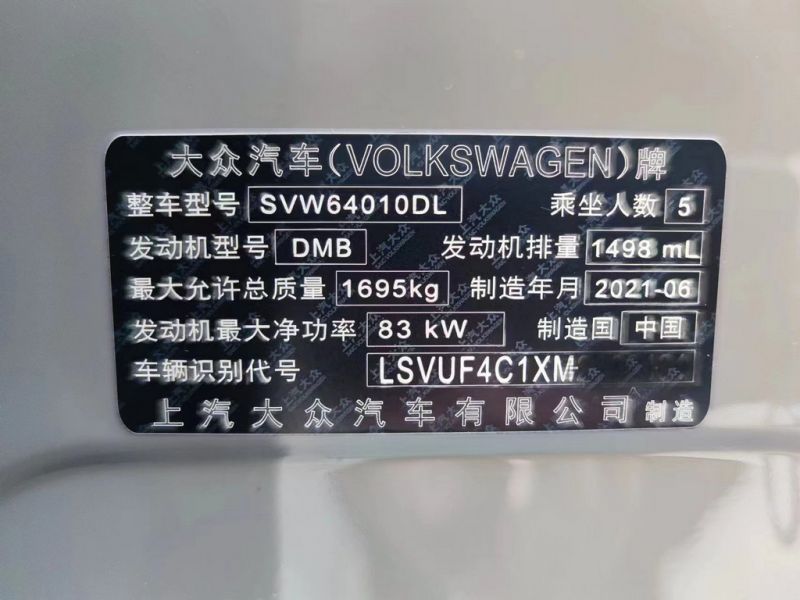 大众汽车(VOLKSWAGEN)牌
整车型号 SVW64010DL 乘坐人数 5
发动机型号 DMB 发动机排量 1498 mL
最大允许总质量 1695kg 制造年月 2021-06
发动机最大净功率 83 kW 制造国 中国
车辆识别代号 LSVUF4C1XM
上汽大众汽车有限公司 制造